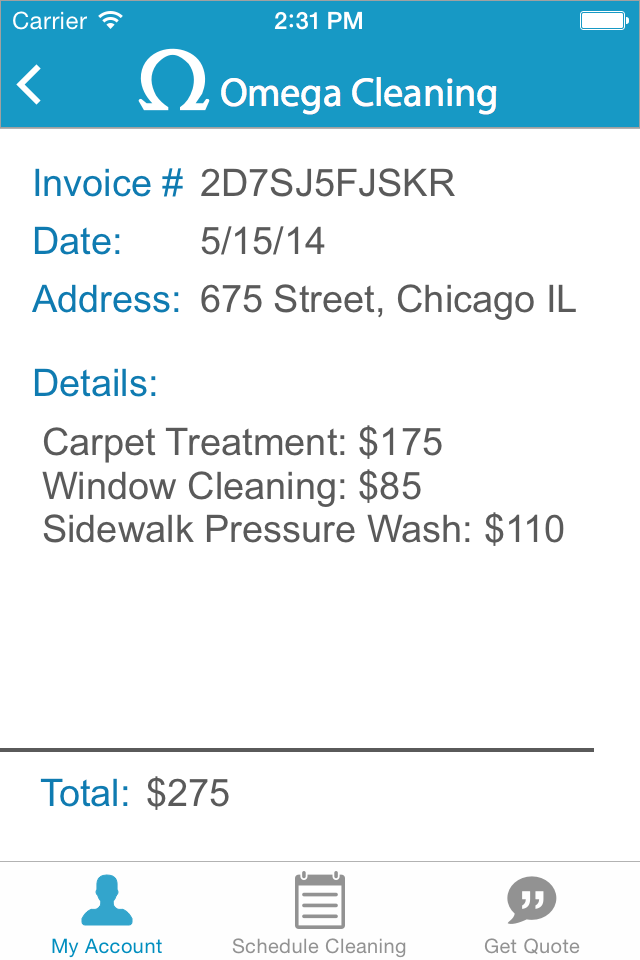 Carrier 2:31 PM
Omega Cleaning
Invoice # 2D7SJ5FJSKR
Date: 5/15/14
Address: 675 Street, Chicago IL
Details:
Carpet Treatment: $175
Window Cleaning: $85
Sidewalk Pressure Wash: $110
Total: $275
My Account Schedule Cleaning Get Quote